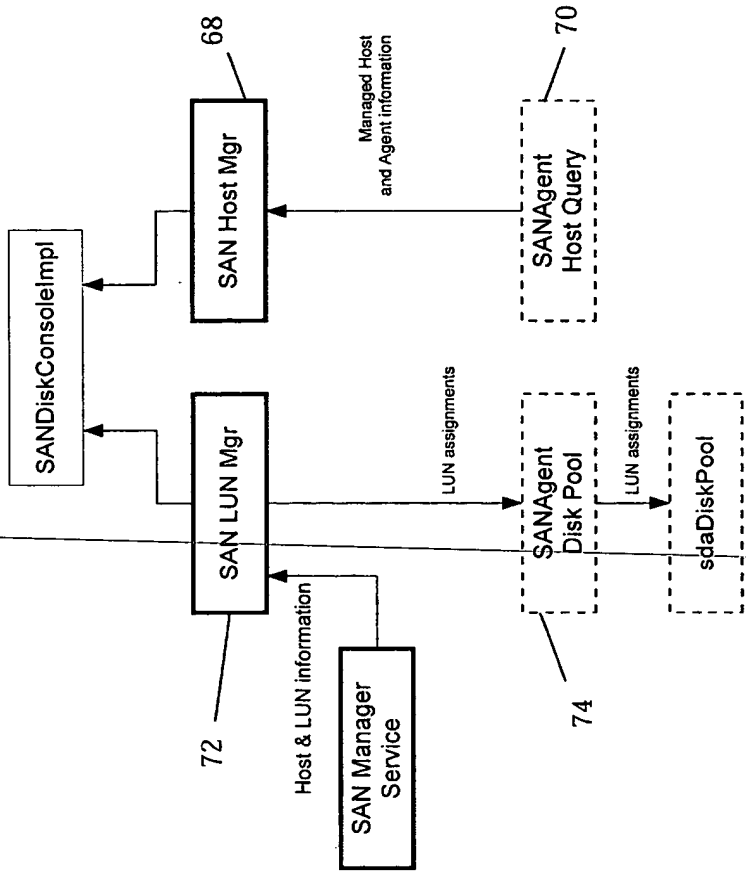 SANDiskConsoleImpl
68
SAN LUN Mgr
SAN Host Mgr
72
Host & LUN information
Managed Host
and Agent information
SAN Manager
Service
LUN assignments
70
74
SANAgent
Disk Pool
SANAgent
Host Query
LUN assignments
sdaDiskPool